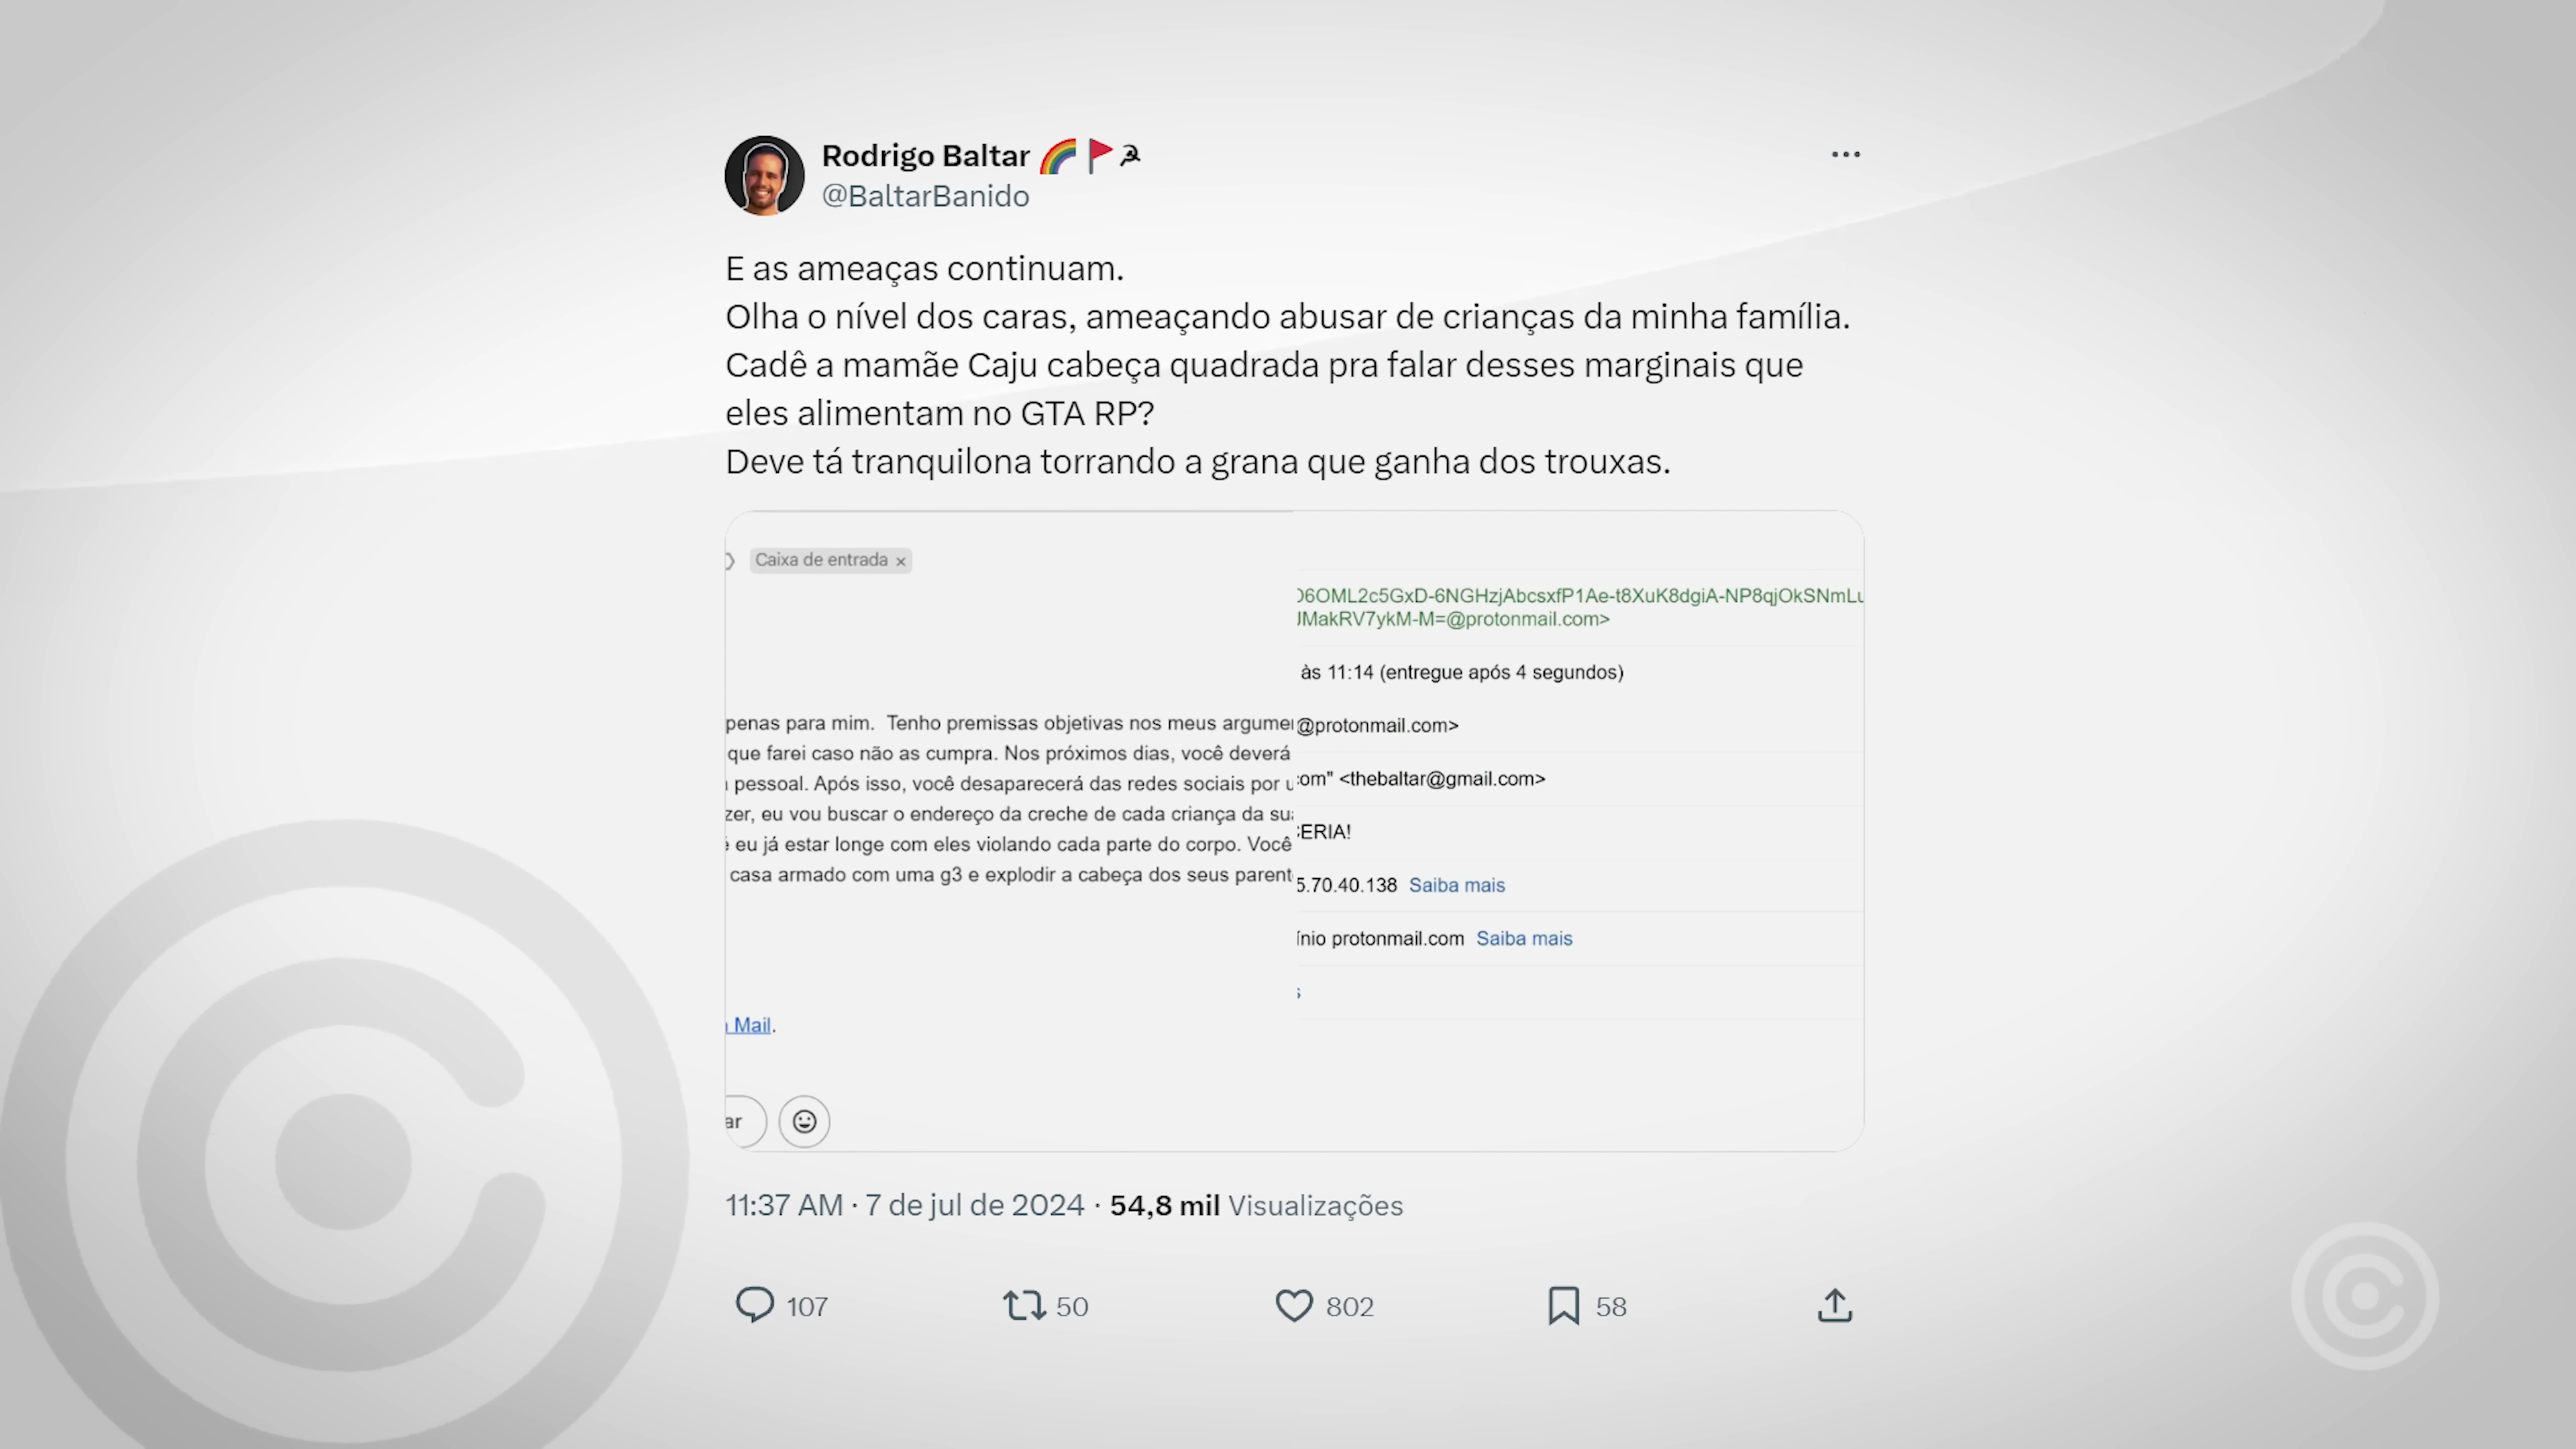 Rodrigo Baltar 🌈🚩☭
@BaltarBanido
E as ameaças continuam.
Olha o nível dos caras, ameaçando abusar de crianças da minha família.
Cadê a mamãe Caju cabeça quadrada pra falar desses marginais que
eles alimentam no GTA RP?
Deve tá tranquilona torrando a grana que ganha dos trouxas.
Caixa de entrada ×
penas para mim. Tenho premissas objetivas nos meus argume
que farei caso não as cumpra. Nos próximos dias, você deverá
pessoal. Após isso, você desaparecerá das redes sociais por
zer, eu vou buscar o endereço da creche de cada criança da su
eu já estar longe com eles violando cada parte do corpo. Você
casa armado com uma g3 e explodir a cabeça dos seus parent
Mail.
ar
6OML2c5GxD-6NGHzjAbcsxfP1Ae-t8XuK8dgiA-NP8qjOkSNmL
MakRV7ykM-M=@protonmail.com>
às 11:14 (entregue após 4 segundos)
@protonmail.com>
om" <thebaltar@gmail.com>
ERIA!
5.70.40.138 Saiba mais
ínio protonmail.com Saiba mais
s
11:37 AM · 7 de jul de 2024 · 54,8 mil Visualizações
107 50 802 58